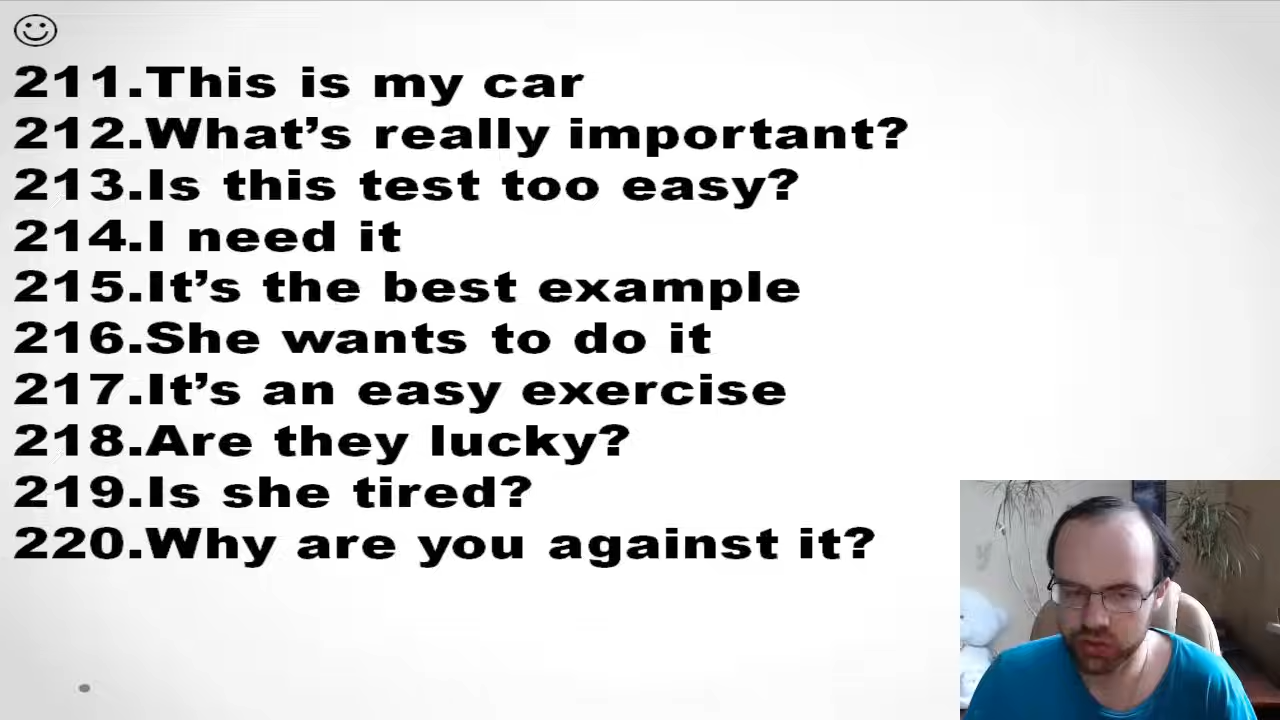 211.This is my car
212.What’s really important?
213.Is this test too easy?
214.I need it
215.It’s the best example
216.She wants to do it
217.It’s an easy exercise
218.Are they lucky?
219.Is she tired?
220.Why are you against it?